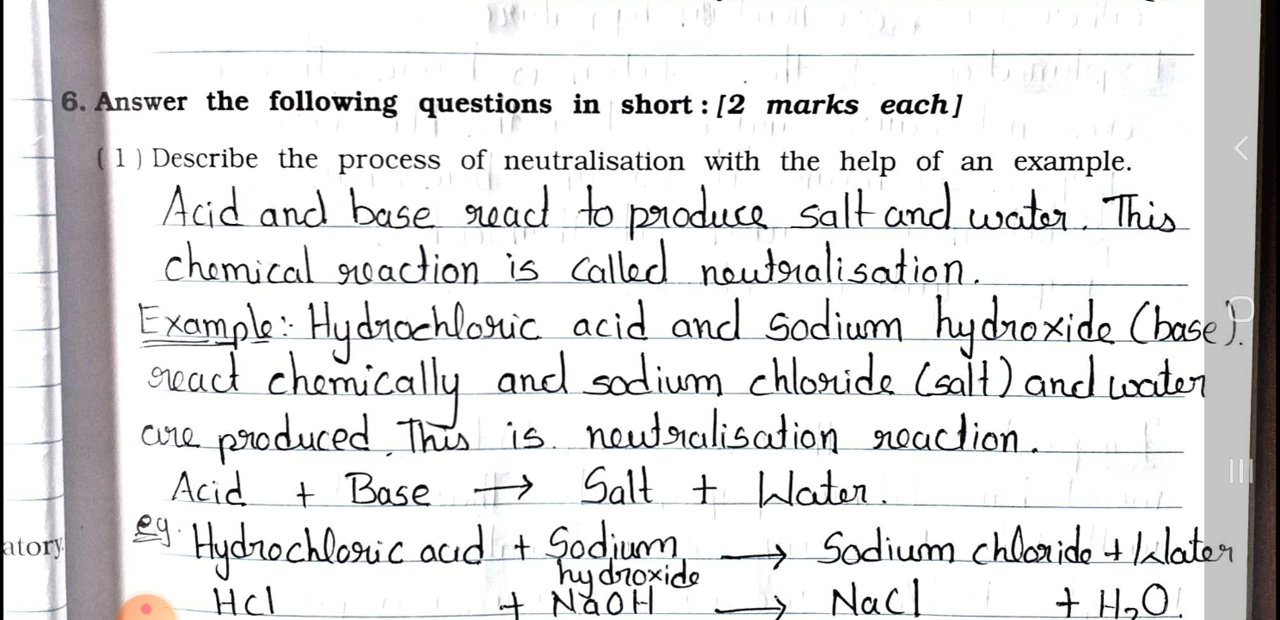 6. Answer the following questions in short : [2 marks each]
(1) Describe the process of neutralisation with the help of an example.
Acid and base react to produce salt and water. This
chemical reaction is called neutralisation.
Example:- Hydrochloric acid and Sodium hydroxide (base).
react chemically and sodium chloride (salt) and water
are produced. This is neutralisation reaction.
Acid + Base → Salt + Water.
eg. Hydrochloric acid + Sodium hydroxide → Sodium chloride + Water
atory
HCl + NaOH → NaCl + H₂O.